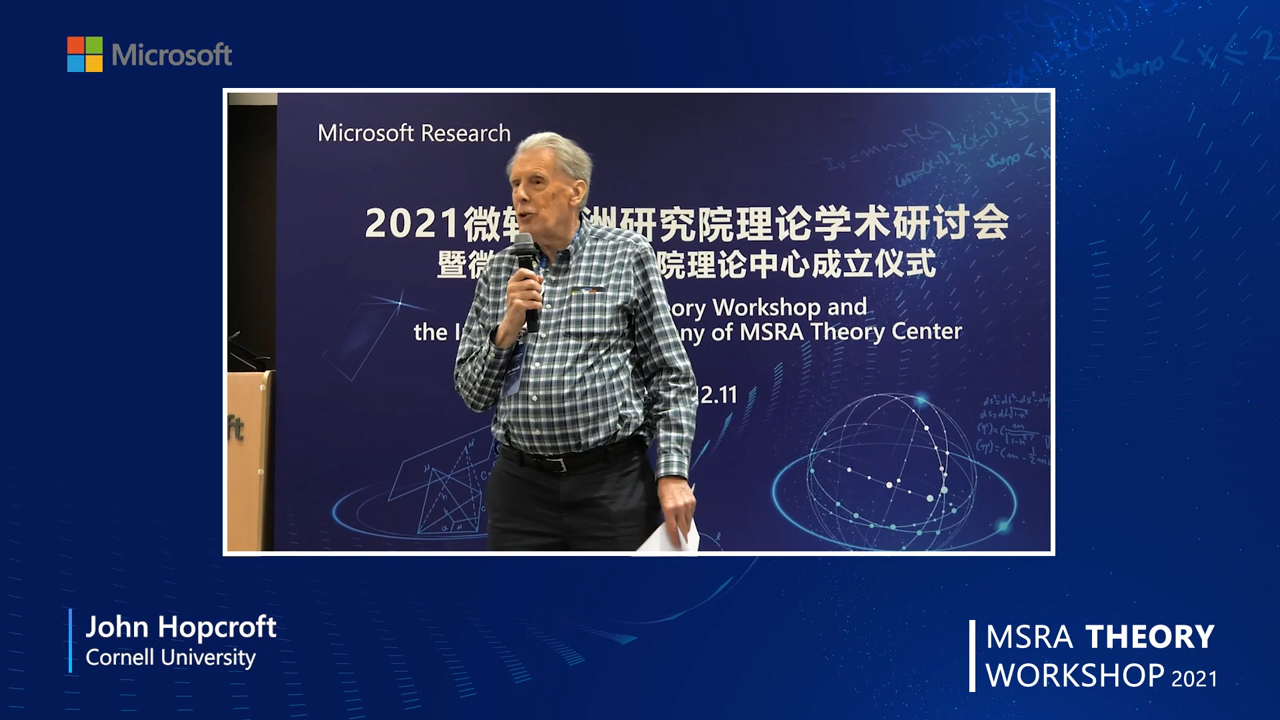 Microsoft
Microsoft Research
2021微 洲研究院理论学术研讨会
暨微 院理论中心成立仪式
ory Workshop and
the I ny of MSRA Theory Center
2.11
ft
John Hopcroft
Cornell University
MSRA THEORY
WORKSHOP 2021